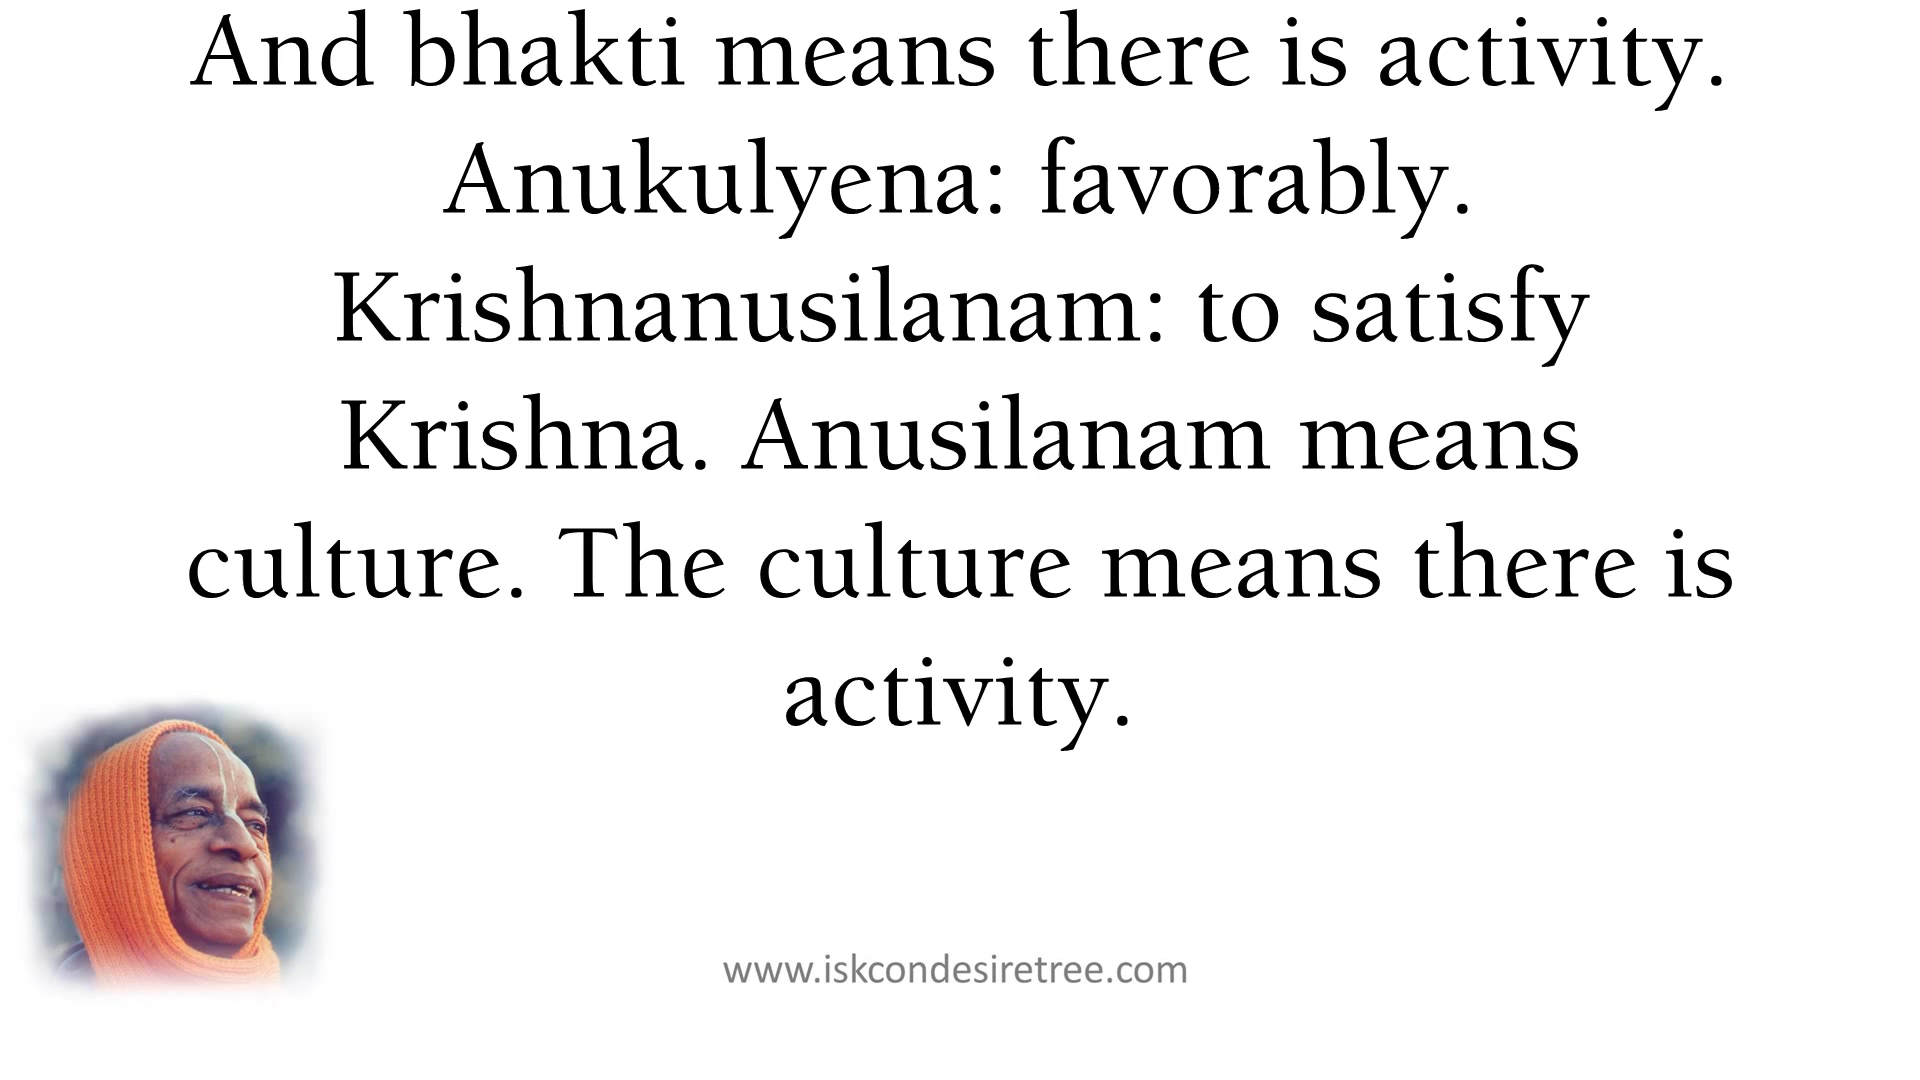 And bhakti means there is activity.
Anukulyena: favorably.
Krishnanusilanam: to satisfy
Krishna. Anusilanam means
culture. The culture means there is
activity.
www.iskcondesiretree.com